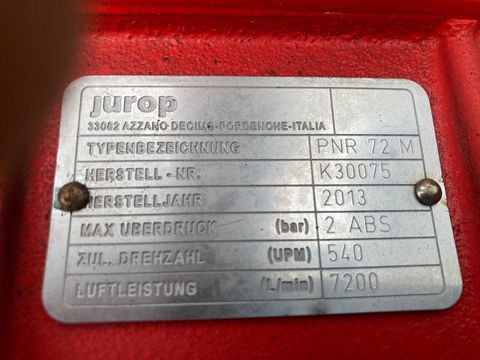 jurop
33082 AZZANO DECIMO-PORDENONE-ITALIA
TYPENBEZEICHNUNG PNR 72 M
HERSTELL-NR. K30075
HERSTELLJAHR 2013
MAX ÜBERDRUCK (bar) 2 ABS
ZUL. DREHZAHL (UPM) 540
LUFTLEISTUNG (L/min) 7200